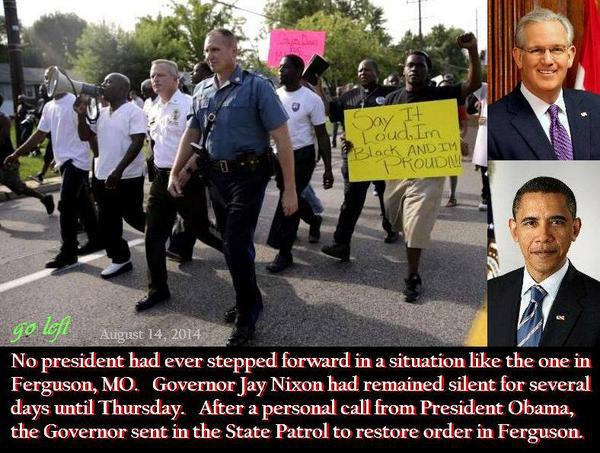 Say It
Loud, Im
Black AND IM
PROUD!!!
go left
August 14, 2014
No president had ever stepped forward in a situation like the one in
Ferguson, MO. Governor Jay Nixon had remained silent for several
days until Thursday. After a personal call from President Obama,
the Governor sent in the State Patrol to restore order in Ferguson.